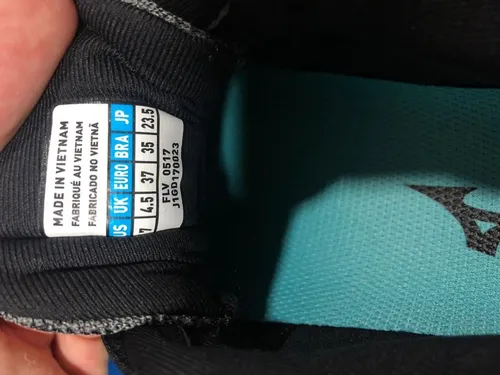 MADE IN VIETNAM
FABRIQUÉ AU VIETNAM
FABRICADO NO VIETNÃ
US UK EURO BRA JP
7 4.5 37 35 23.5
FLV 0517
J1GD170023